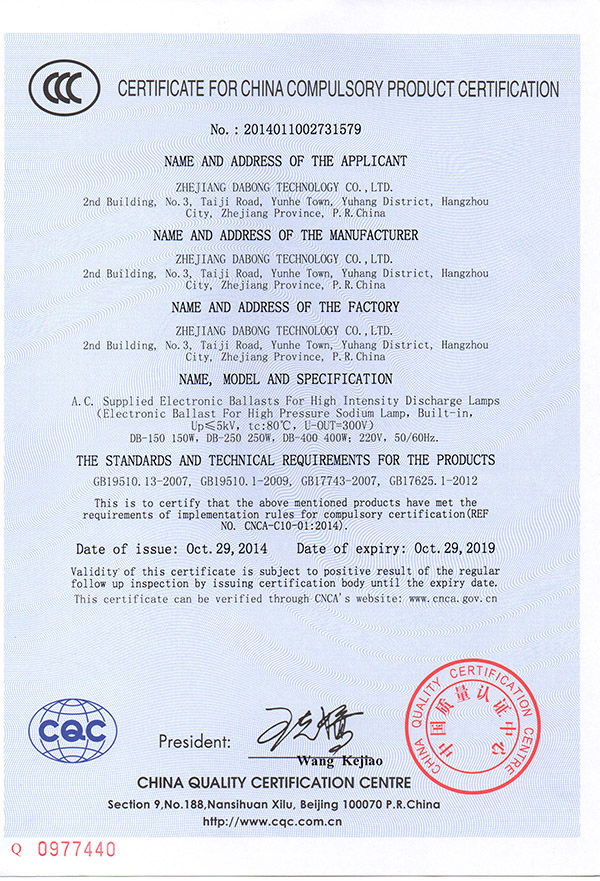 CCC
CERTIFICATE FOR CHINA COMPULSORY PRODUCT CERTIFICATION
No. : 2014011002731579
NAME AND ADDRESS OF THE APPLICANT
ZHEJIANG DABONG TECHNOLOGY CO.,LTD.
2nd Building, No.3, Taiji Road, Yunhe Town, Yuhang District, Hangzhou
City, Zhejiang Province, P.R.China
NAME AND ADDRESS OF THE MANUFACTURER
ZHEJIANG DABONG TECHNOLOGY CO.,LTD.
2nd Building, No.3, Taiji Road, Yunhe Town, Yuhang District, Hangzhou
City, Zhejiang Province, P.R.China
NAME AND ADDRESS OF THE FACTORY
ZHEJIANG DABONG TECHNOLOGY CO.,LTD.
2nd Building, No.3, Taiji Road, Yunhe Town, Yuhang District, Hangzhou
City, Zhejiang Province, P.R.China
NAME, MODEL AND SPECIFICATION
A.C. Supplied Electronic Ballasts For High Intensity Discharge Lamps
(Electronic Ballast For High Pressure Sodium Lamp, Built-in,
Up≤5kV, tc:80℃, U-OUT=300V)
DB-150 150W, DB-250 250W, DB-400 400W; 220V, 50/60Hz.
THE STANDARDS AND TECHNICAL REQUIREMENTS FOR THE PRODUCTS
GB19510.13-2007, GB19510.1-2009, GB17743-2007, GB17625.1-2012
This is to certify that the above mentioned products have met the
requirements of implementation rules for compulsory certification(REF
NO. CNCA-C10-01:2014).
Date of issue: Oct.29,2014 Date of expiry: Oct.29,2019
Validity of this certificate is subject to positive result of the regular
follow up inspection by issuing certification body until the expiry date.
This certificate can be verified through CNCA's website: www.cnca.gov.cn
CHINA QUALITY CERTIFICATION CENTRE
中国质量认证中心
CQC
President:
Wang Kejiao
CHINA QUALITY CERTIFICATION CENTRE
Section 9,No.188,Nansihuan Xilu, Beijing 100070 P.R.China
http://www.cqc.com.cn
Q 0977440